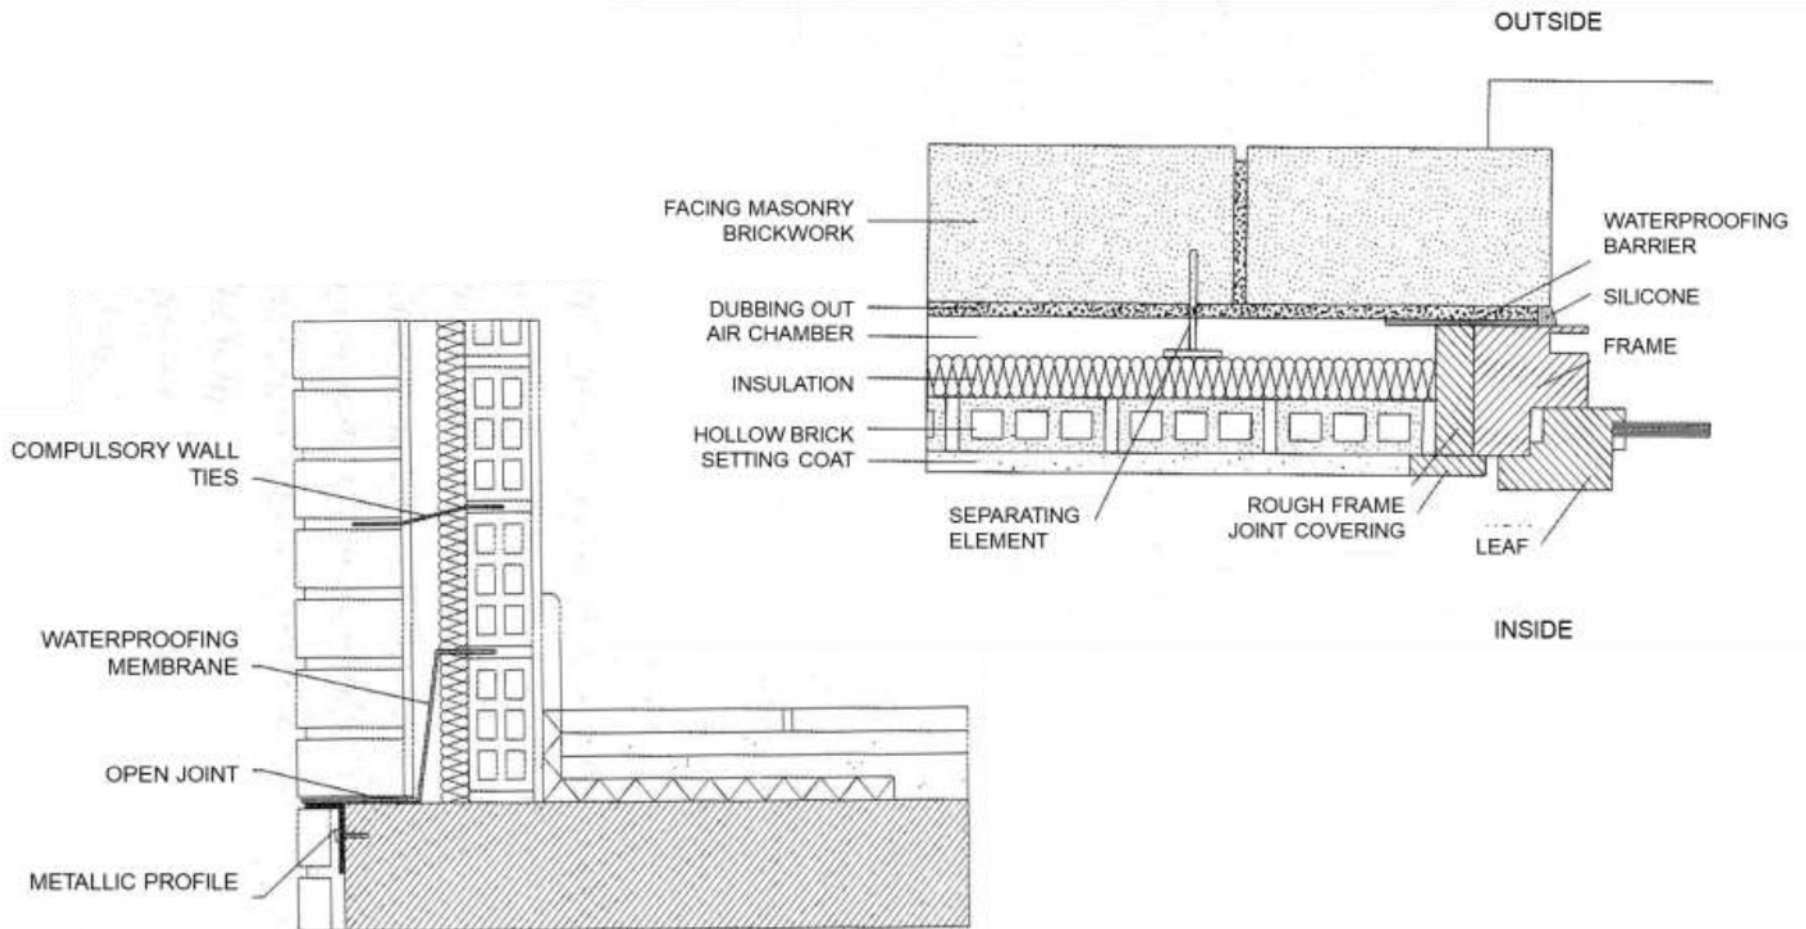 OUTSIDE
FACING MASONRY
BRICKWORK
DUBBING OUT
AIR CHAMBER
INSULATION
HOLLOW BRICK
SETTING COAT
SEPARATING
ELEMENT
ROUGH FRAME
JOINT COVERING
LEAF
WATERPROOFING
BARRIER
SILICONE
FRAME
INSIDE
COMPULSORY WALL
TIES
WATERPROOFING
MEMBRANE
OPEN JOINT
METALLIC PROFILE